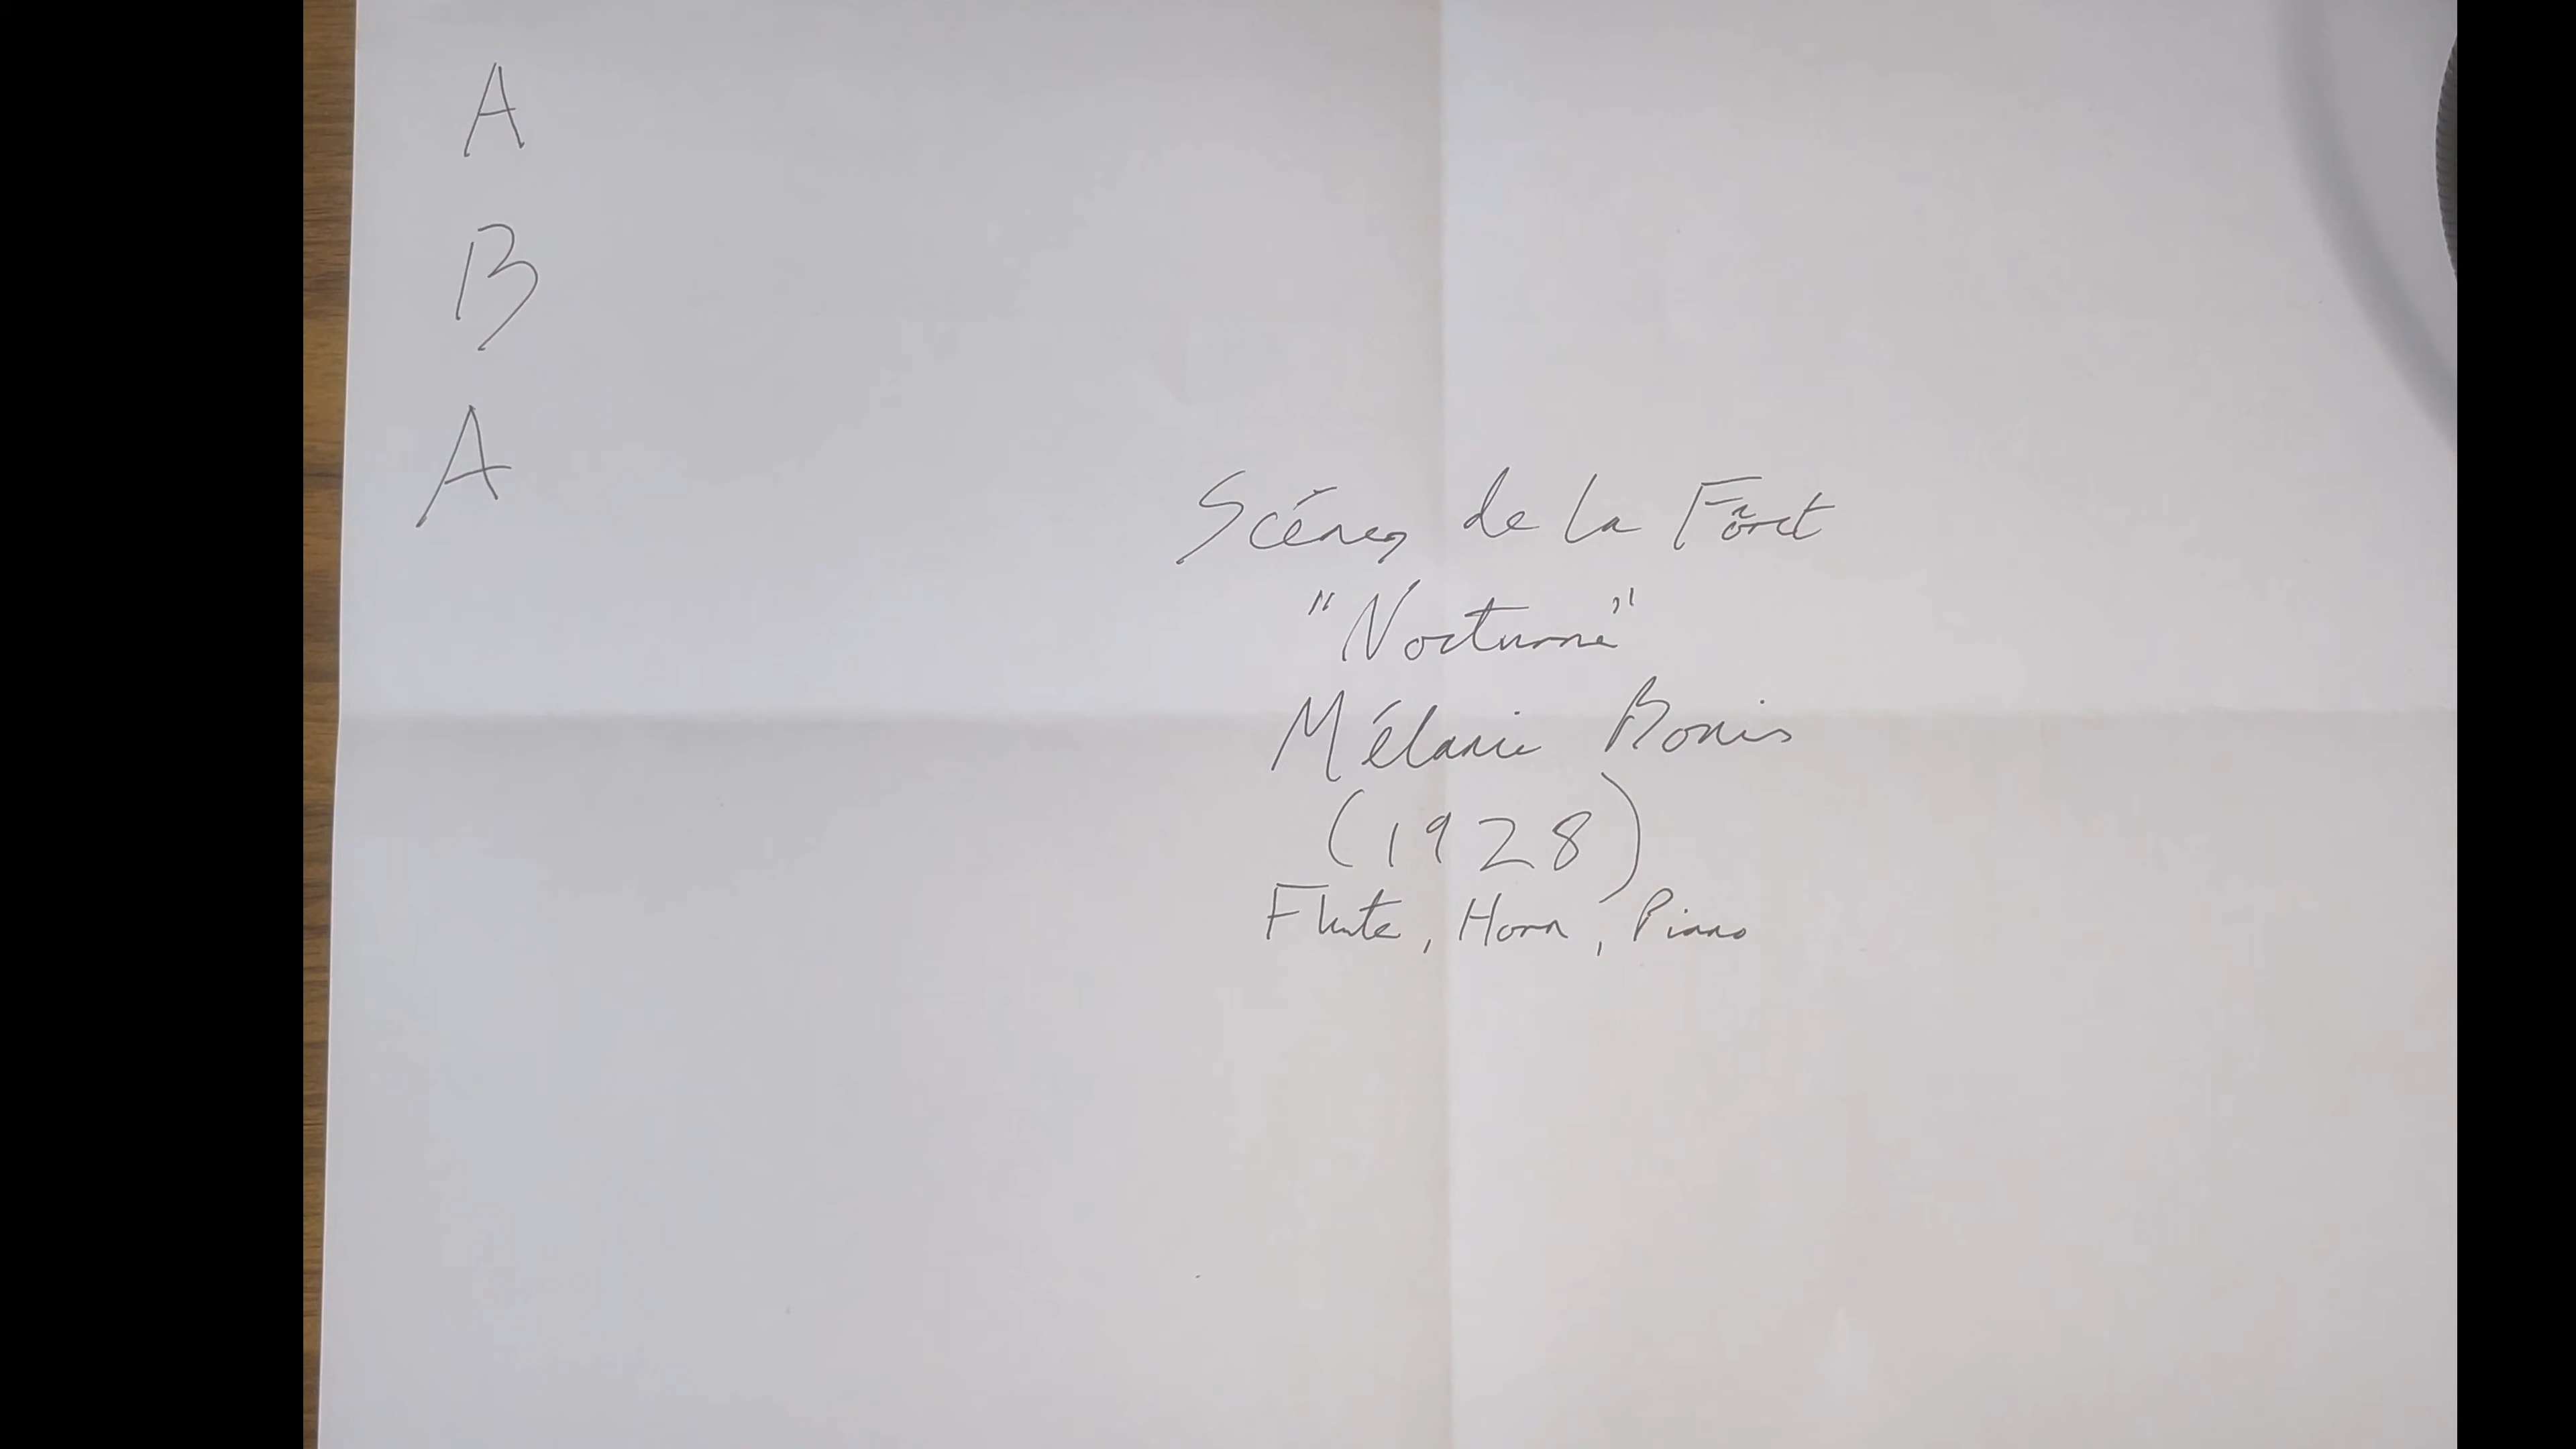 A
B
A
Scénes de la Fôret
"Nocturne"
Mélanie Bonis
(1928)
Flute, Horn, Piano